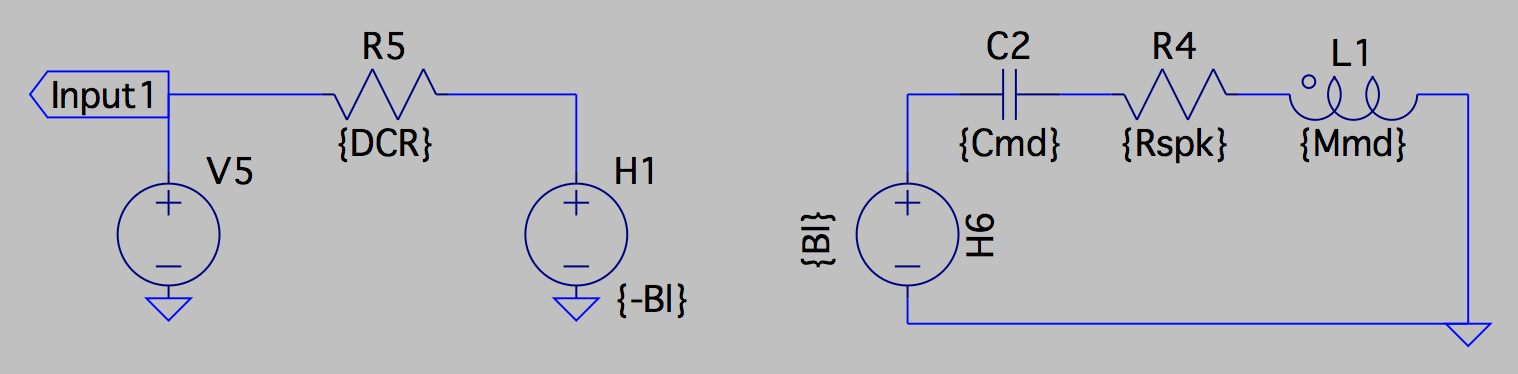 Input1
R5
{DCR}
V5
H1
{-Bl}
C2
R4
L1
{Cmd}
{Rspk}
{Mmd}
{Bl}
H6